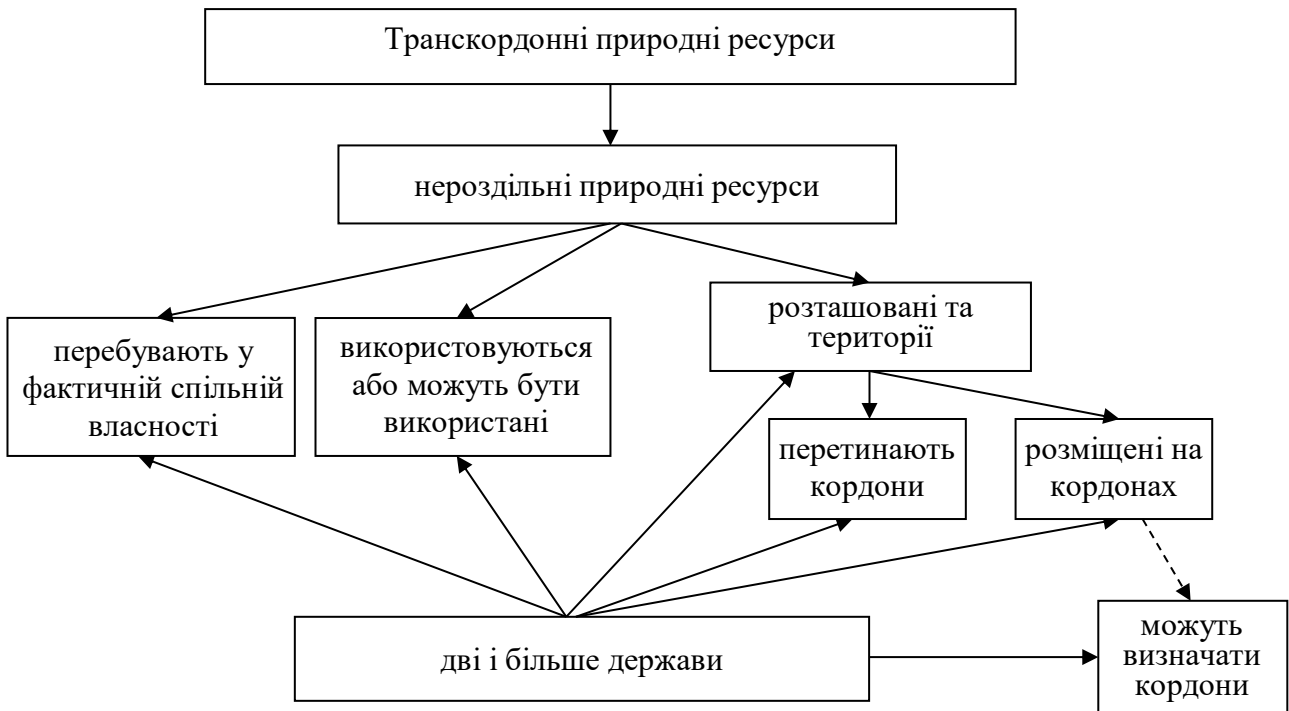 Транскордонні природні ресурси
нероздільні природні ресурси
перебувають у
фактичній спільній
власності
використовуються
або можуть бути
використані
розташовані та
території
перетинають
кордони
розміщені на
кордонах
дві і більше держави
можуть
визначати
кордони